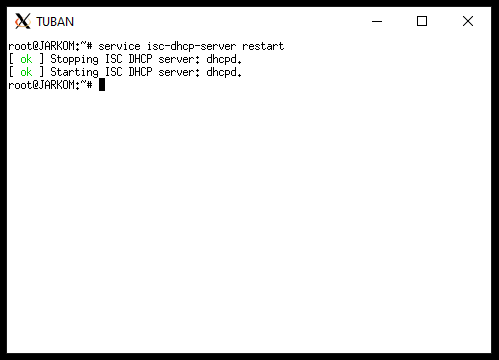 TUBAN
root@JARKOM:~# service isc-dhcp-server restart
[ ok ] Stopping ISC DHCP server: dhcpd.
[ ok ] Starting ISC DHCP server: dhcpd.
root@JARKOM:~#